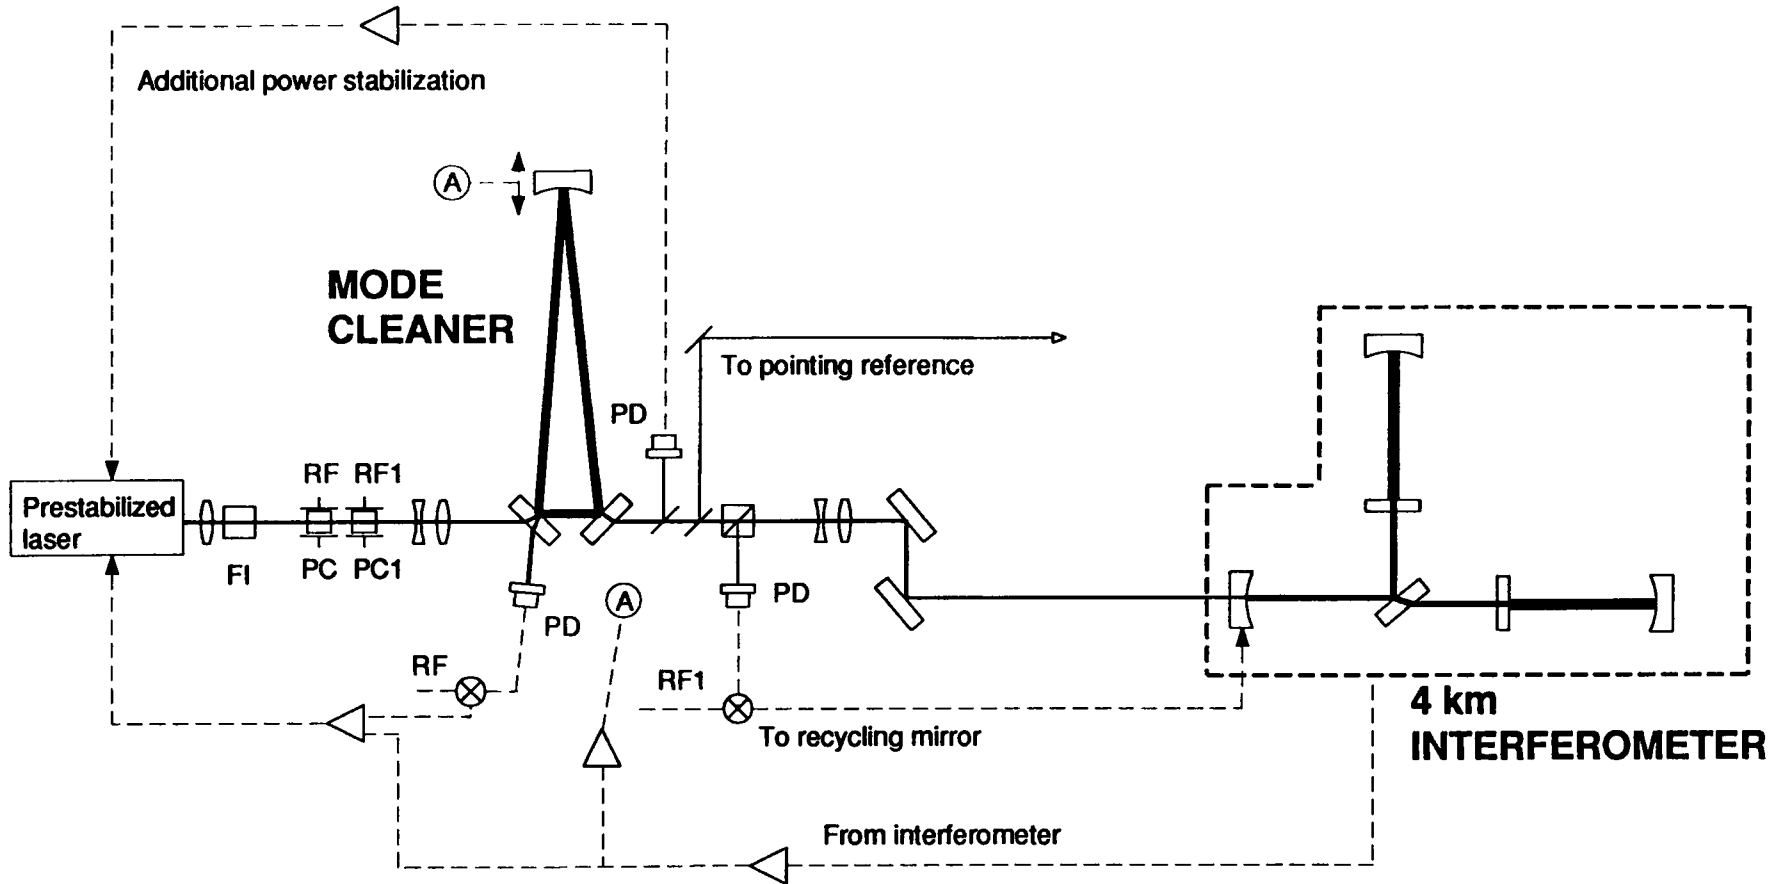 Additional power stabilization
A
MODE
CLEANER
To pointing reference
PD
RF RF1
Prestabilized
laser
FI
PC PC1
PD
A
PD
RF
RF1
To recycling mirror
4 km
INTERFEROMETER
From interferometer